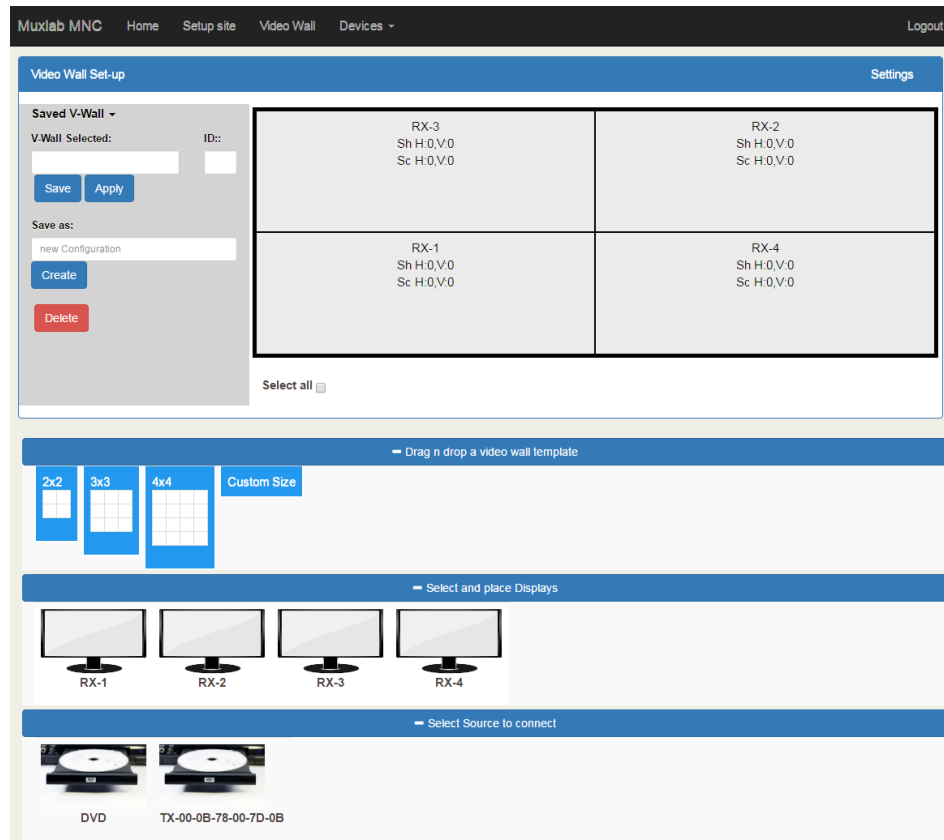 Muxlab MNC Home Setup site Video Wall Devices Logout
Video Wall Set-up Settings
Saved V-Wall
V-Wall Selected: ID::
Save Apply
Save as:
new Configuration
Create
Delete
RX-3
Sh H:0,V:0
Sc H:0,V:0
RX-2
Sh H:0,V:0
Sc H:0,V:0
RX-1
Sh H:0,V:0
Sc H:0,V:0
RX-4
Sh H:0,V:0
Sc H:0,V:0
Select all
Drag n drop a video wall template
2x2 3x3 4x4 Custom Size
Select and place Displays
RX-1 RX-2 RX-3 RX-4
Select Source to connect
DVD TX-00-0B-78-00-7D-0B